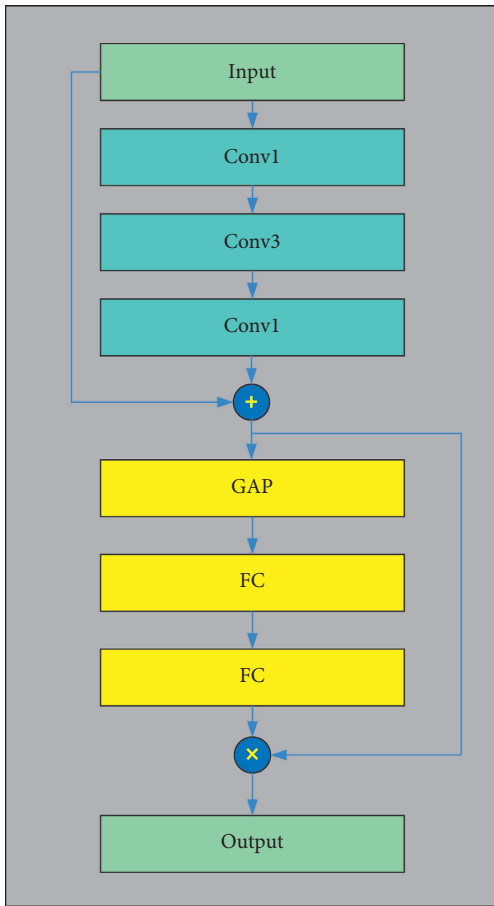 Input
Conv1
Conv3
Conv1
+
GAP
FC
FC
×
Output